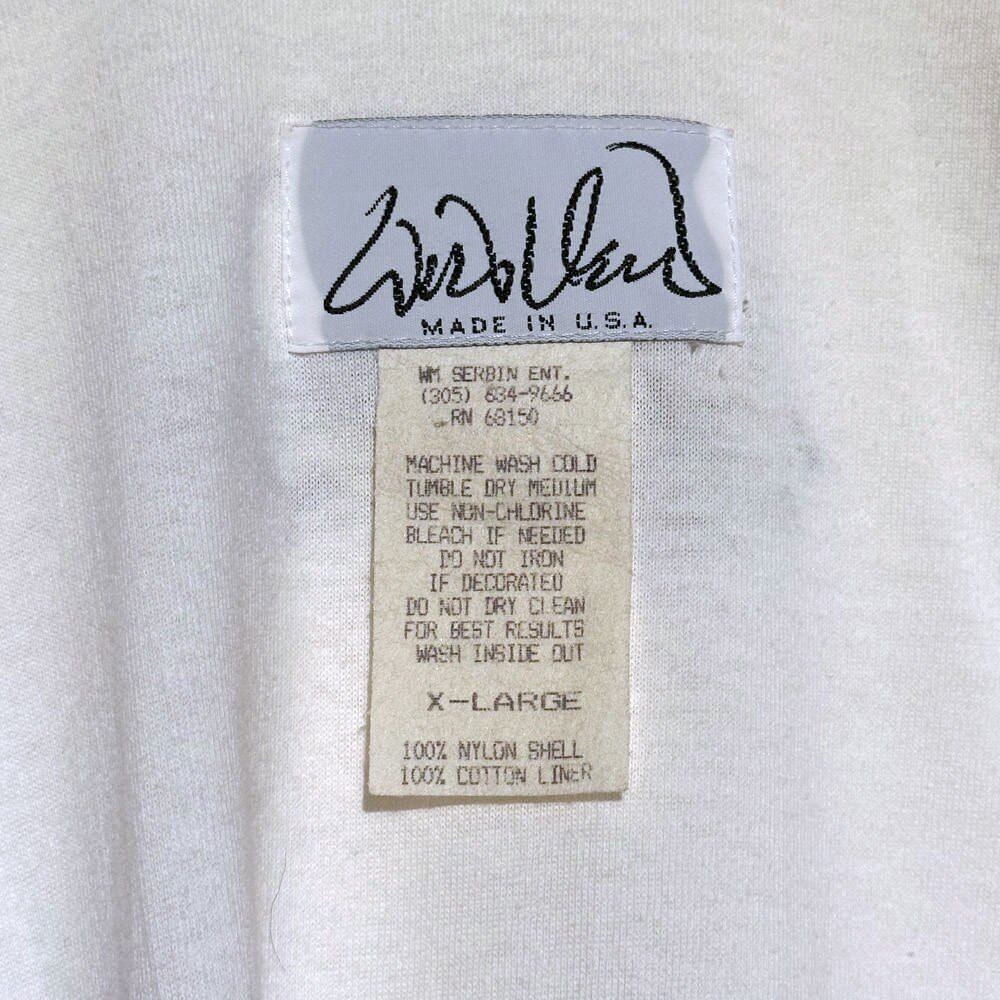 MADE IN U.S.A.
WM SERBIN ENT.
(305) 634-9666
RN 68150
MACHINE WASH COLD
TUMBLE DRY MEDIUM
USE NON-CHLORINE
BLEACH IF NEEDED
DO NOT IRON
IF DECORATED
DO NOT DRY CLEAN
FOR BEST RESULTS
WASH INSIDE OUT
X-LARGE
100% NYLON SHELL
100% COTTON LINER